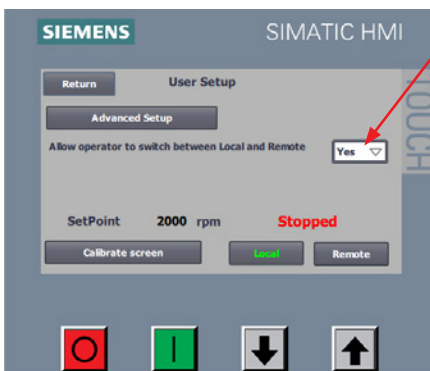 SIEMENS SIMATIC HMI
TOUCH
Return User Setup
Advanced Setup
Allow operator to switch between Local and Remote Yes
SetPoint 2000 rpm Stopped
Calibrate screen Local Remote